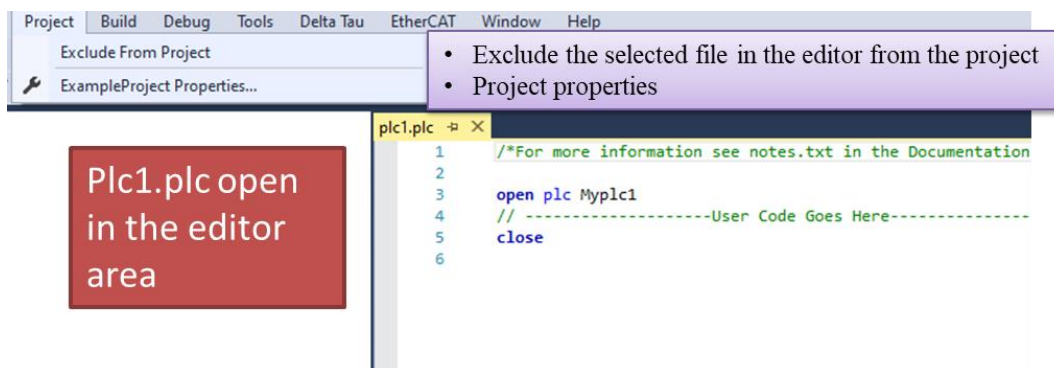 Project Build Debug Tools Delta Tau EtherCAT Window Help
Exclude From Project
ExampleProject Properties...
• Exclude the selected file in the editor from the project
• Project properties
plc1.plc
1 /*For more information see notes.txt in the Documentation
2
3 open plc Myplc1
4 // --------------------User Code Goes Here---------------
5 close
6
Plc1.plc open
in the editor
area